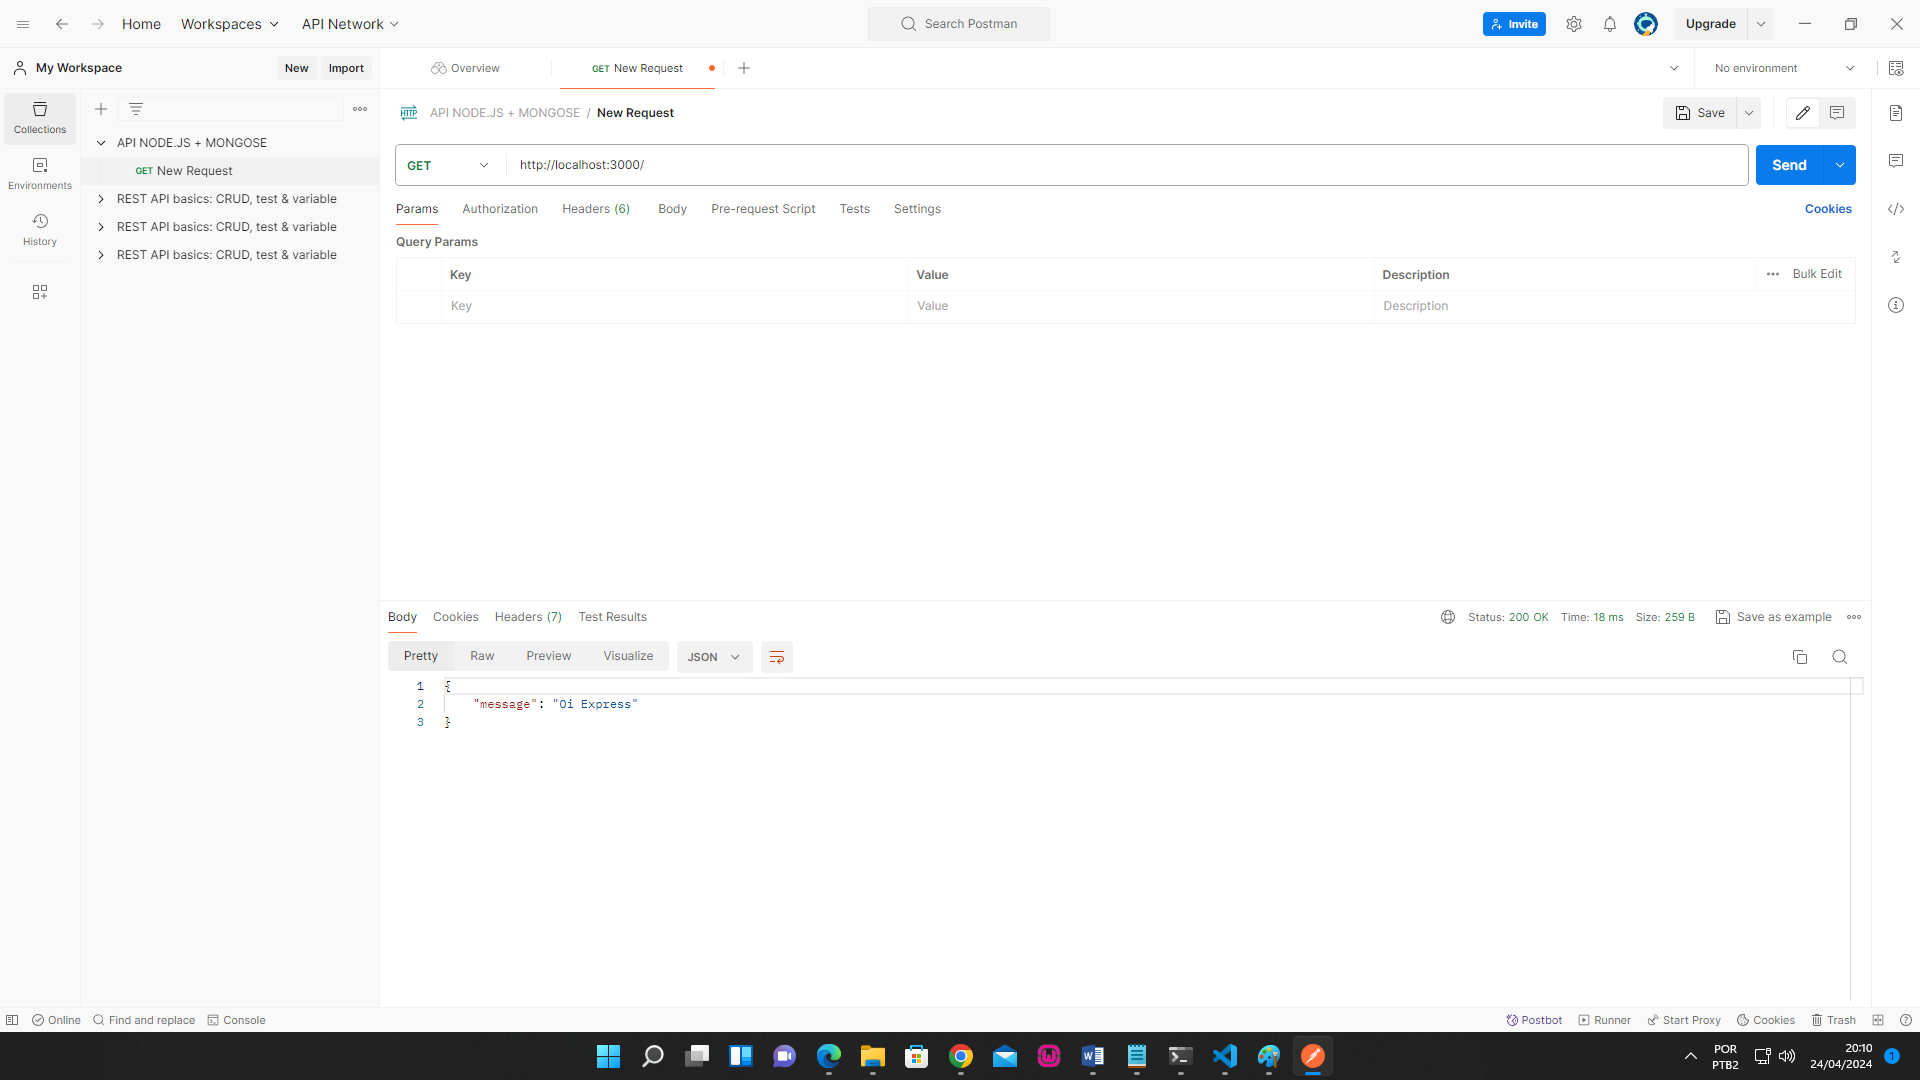 Home Workspaces API Network Search Postman Invite Upgrade
My Workspace New Import Overview GET New Request No environment
Collections
Environments
History
API NODE.JS + MONGOSE
GET New Request
REST API basics: CRUD, test & variable
REST API basics: CRUD, test & variable
REST API basics: CRUD, test & variable
HTTP API NODE.JS + MONGOSE / New Request Save
GET http://localhost:3000/ Send
Params Authorization Headers (6) Body Pre-request Script Tests Settings Cookies
Query Params
Key Value Description Bulk Edit
Key Value Description
Body Cookies Headers (7) Test Results Status: 200 OK Time: 18 ms Size: 259 B Save as example
Pretty Raw Preview Visualize JSON
1 {
2 "message": "Oi Express"
3 }
Online Find and replace Console Postbot Runner Start Proxy Cookies Trash
POR
PTB2
20:10
24/04/2024
1